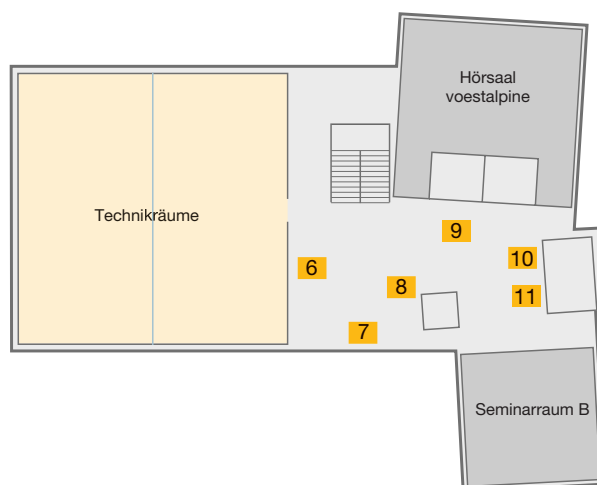 Hörsaal
voestalpine
Technikräume
9
10
6
8
11
7
Seminarraum B